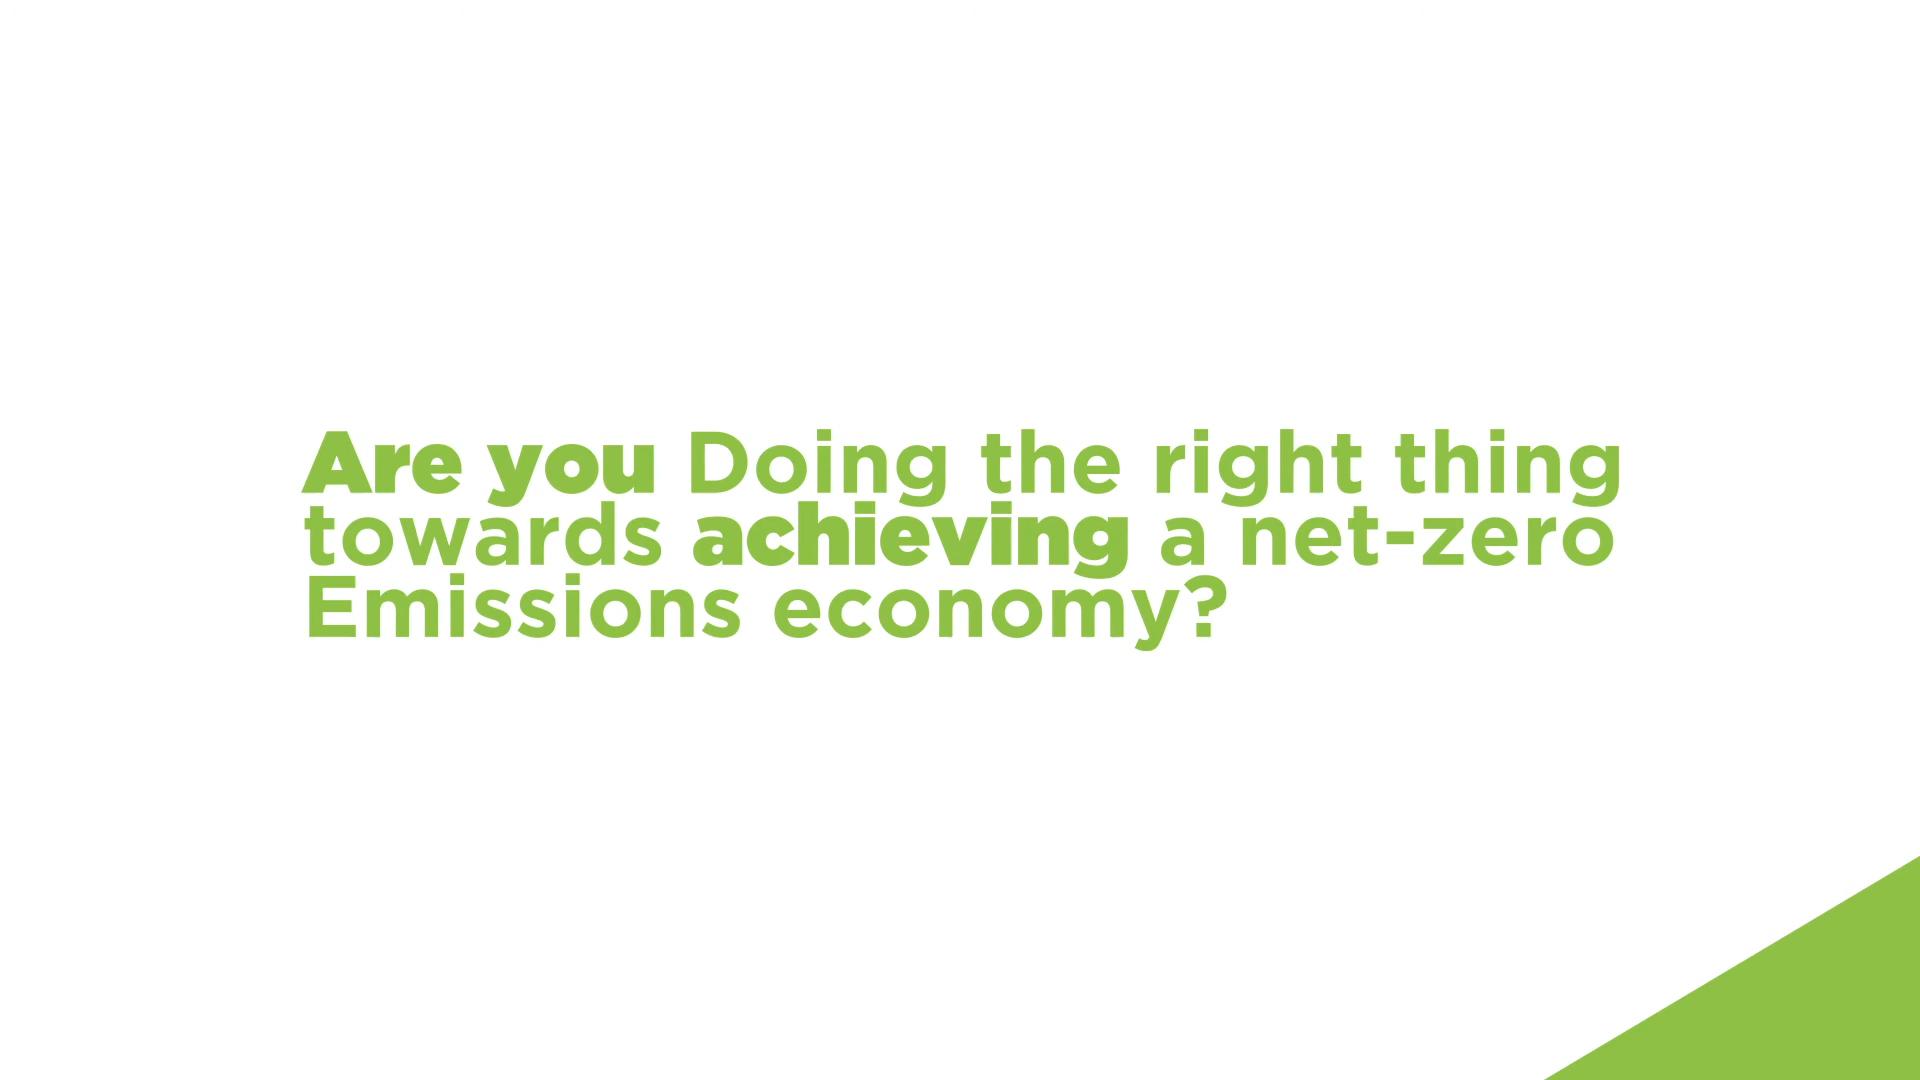 Are you Doing the right thing
towards achieving a net-zero
Emissions economy?